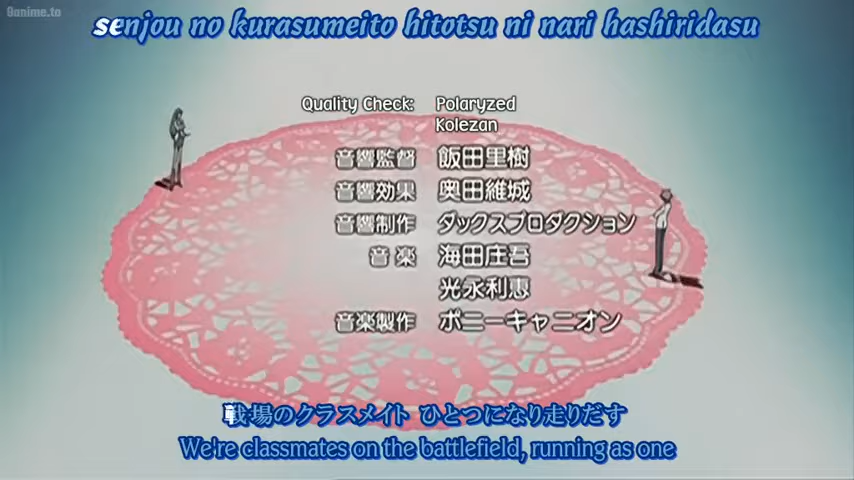 9anime.to
senjou no kurasumeito hitotsu ni nari hashiridasu
Quality Check: Polaryzed
Kolezan
音響監督 飯田里樹
音響効果 奥田維城
音響制作 ダックスプロダクション
音楽 海田庄吾
光永利恵
音楽製作 ポニーキャニオン
戦場のクラスメイト ひとつになり走りだす
We're classmates on the battlefield, running as one